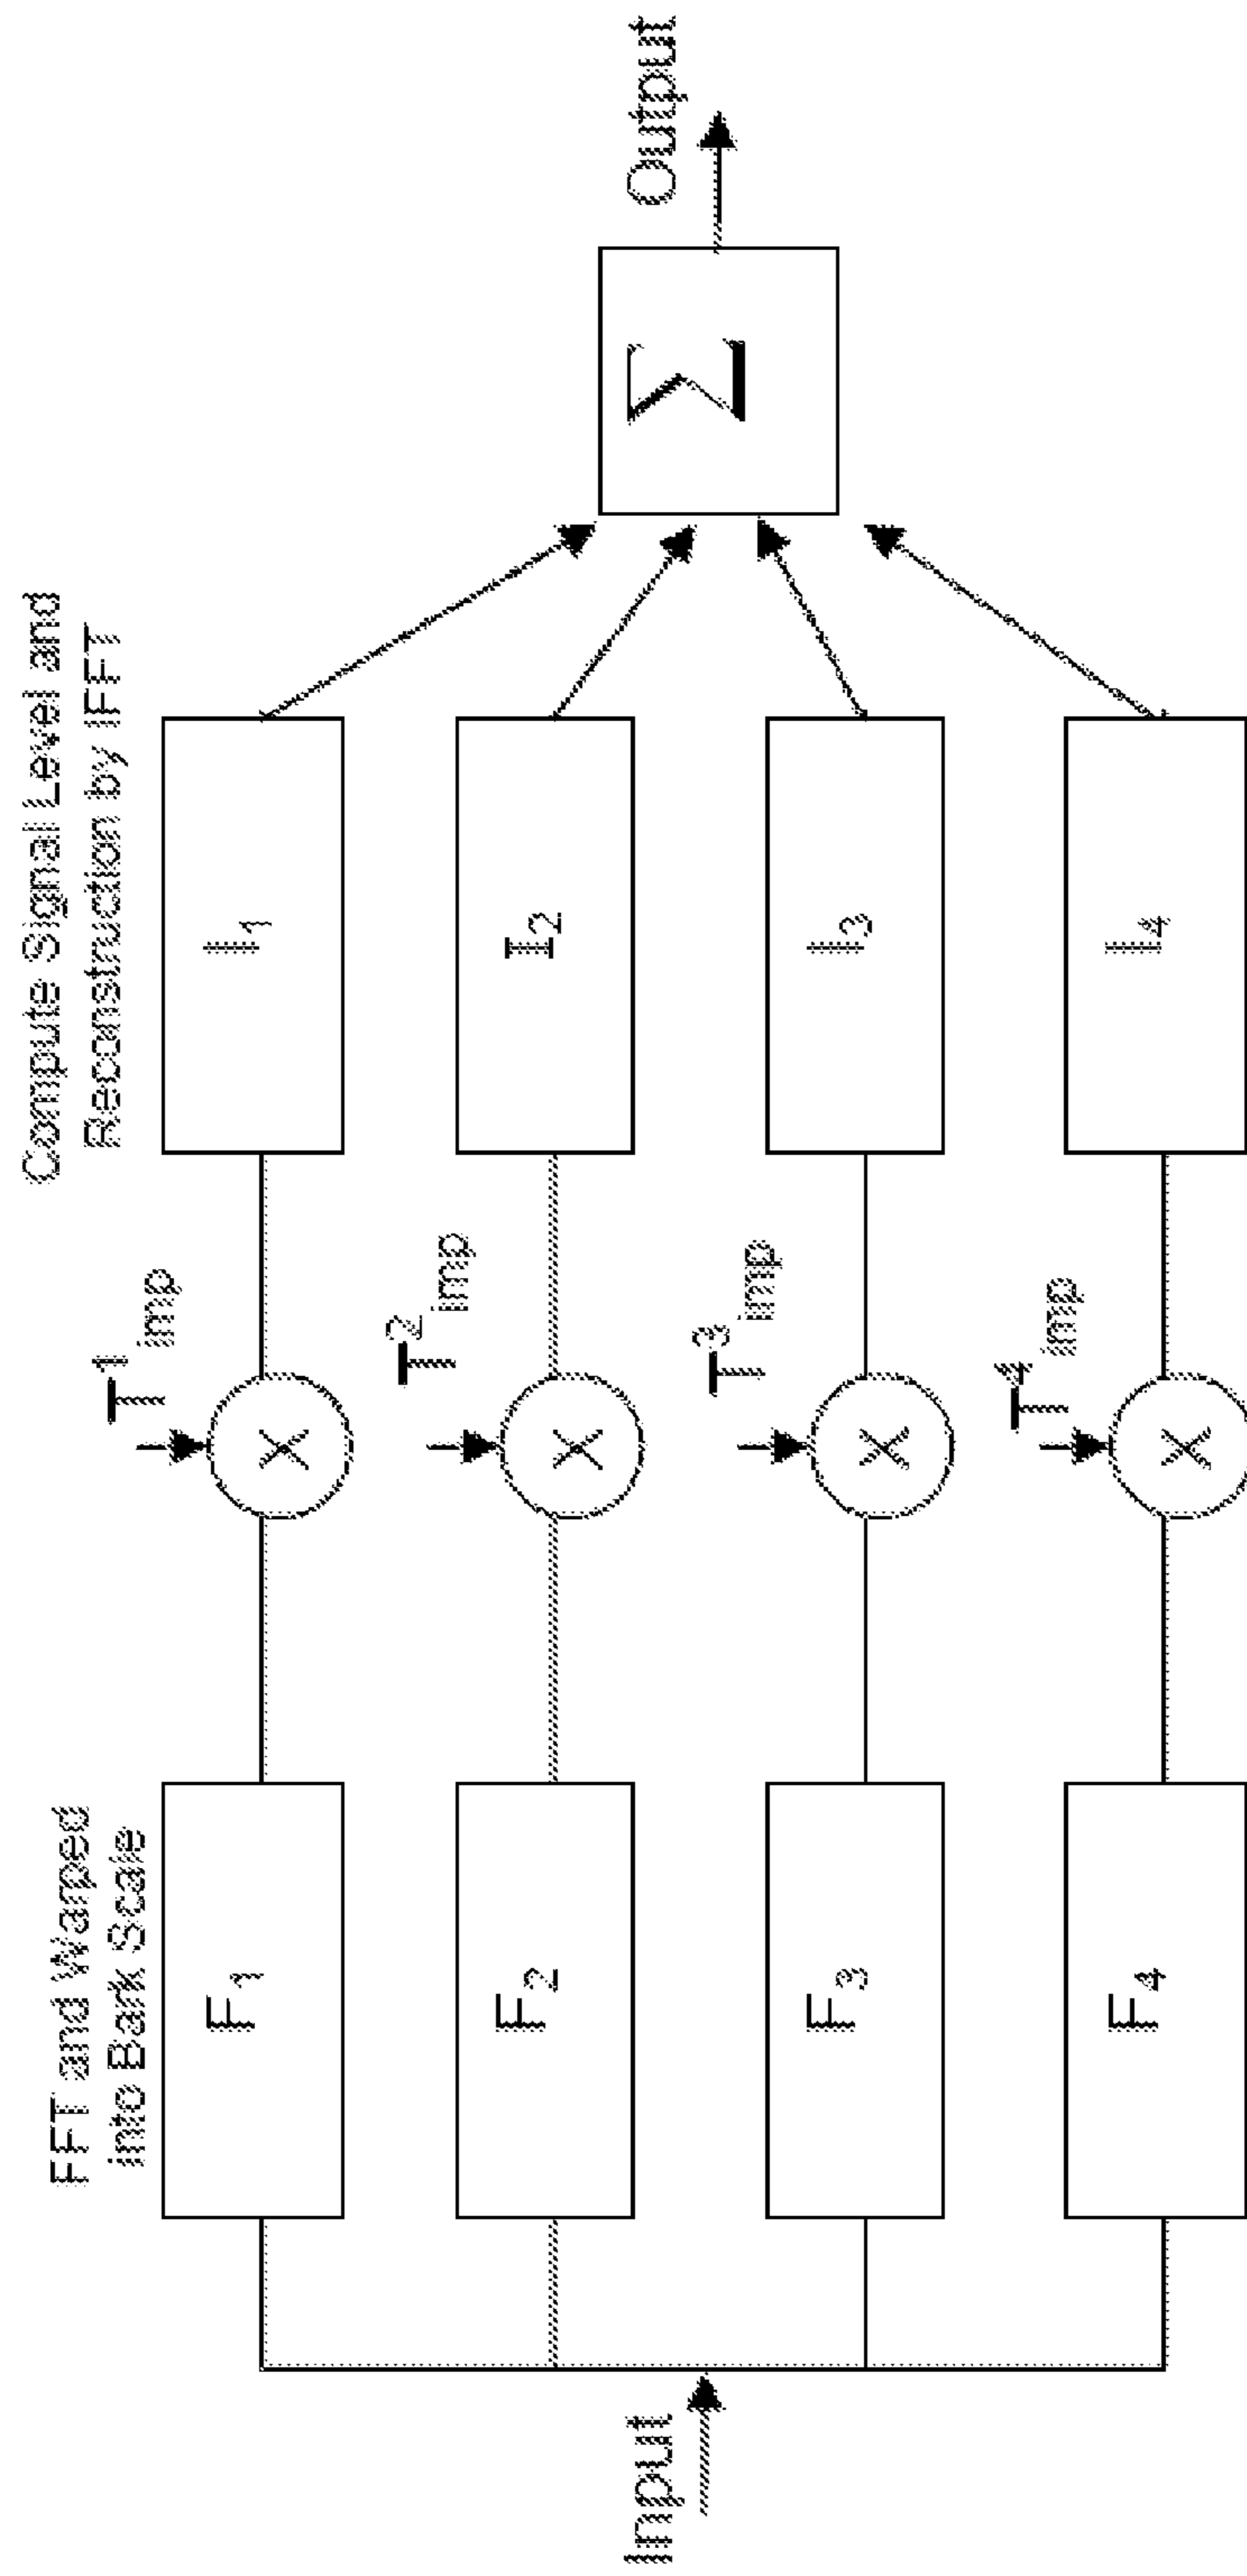 FFT and Warped
into Bark Scale
Compute Signal Level and
Reconstruction by IFFT
Input
F1
X
T1imp
I1
F2
X
T2imp
I2
F3
X
T3imp
I3
F4
X
T4imp
I4
Σ
Output